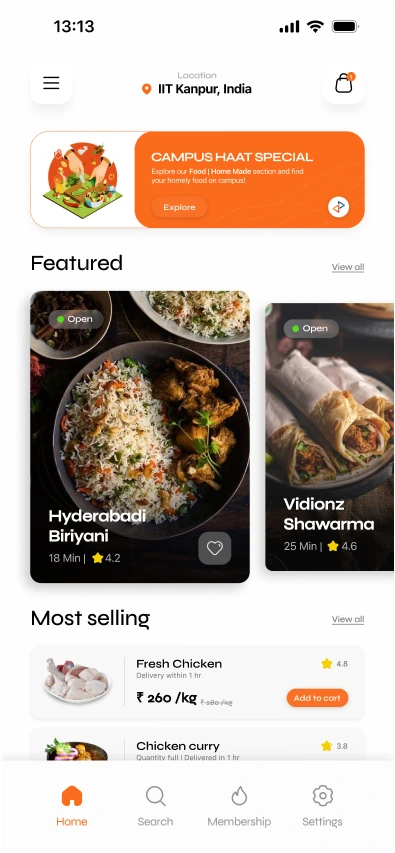 13:13
Location
IIT Kanpur, India
1
CAMPUS HAAT SPECIAL
Explore our Food | Home Made section and find
your homely food on campus!
Explore
Featured
View all
Open
Hyderabadi
Biriyani
18 Min | 4.2
Open
Vidionz
Shawarma
25 Min | 4.6
Most selling
View all
Fresh Chicken
4.8
Delivery within 1 hr
₹ 260 /kg ₹ 280 /kg
Add to cart
Chicken curry
3.8
Quantity full | Delivered in 1 hr
Home
Search
Membership
Settings